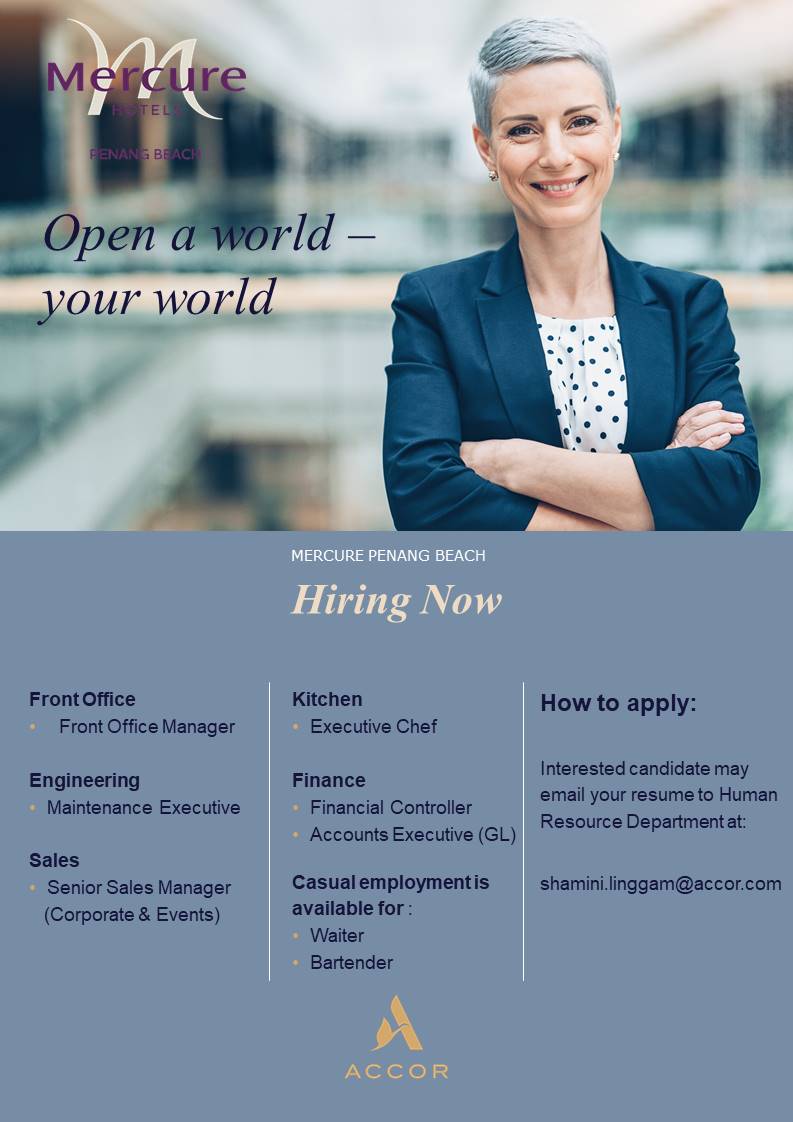 Mercure
HOTELS
PENANG BEACH
Open a world –
your world
MERCURE PENANG BEACH
Hiring Now
Front Office
• Front Office Manager
Engineering
• Maintenance Executive
Sales
• Senior Sales Manager
(Corporate & Events)
Kitchen
• Executive Chef
Finance
• Financial Controller
• Accounts Executive (GL)
Casual employment is
available for :
• Waiter
• Bartender
How to apply:
Interested candidate may
email your resume to Human
Resource Department at:
shamini.linggam@accor.com
ACCOR